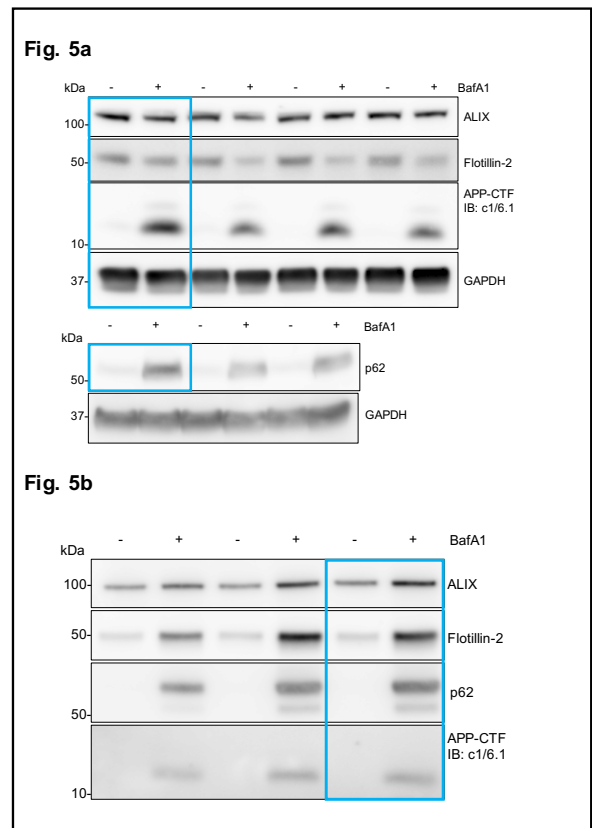 Fig. 5a
kDa - + - + - + - + BafA1
100- ALIX
50- Flotillin-2
APP-CTF
IB: c1/6.1
10-
37- GAPDH
- + - + - + BafA1
kDa
p62
50-
37- GAPDH
Fig. 5b
- + - + - + BafA1
kDa
100- ALIX
50- Flotillin-2
p62
50-
APP-CTF
IB: c1/6.1
10-